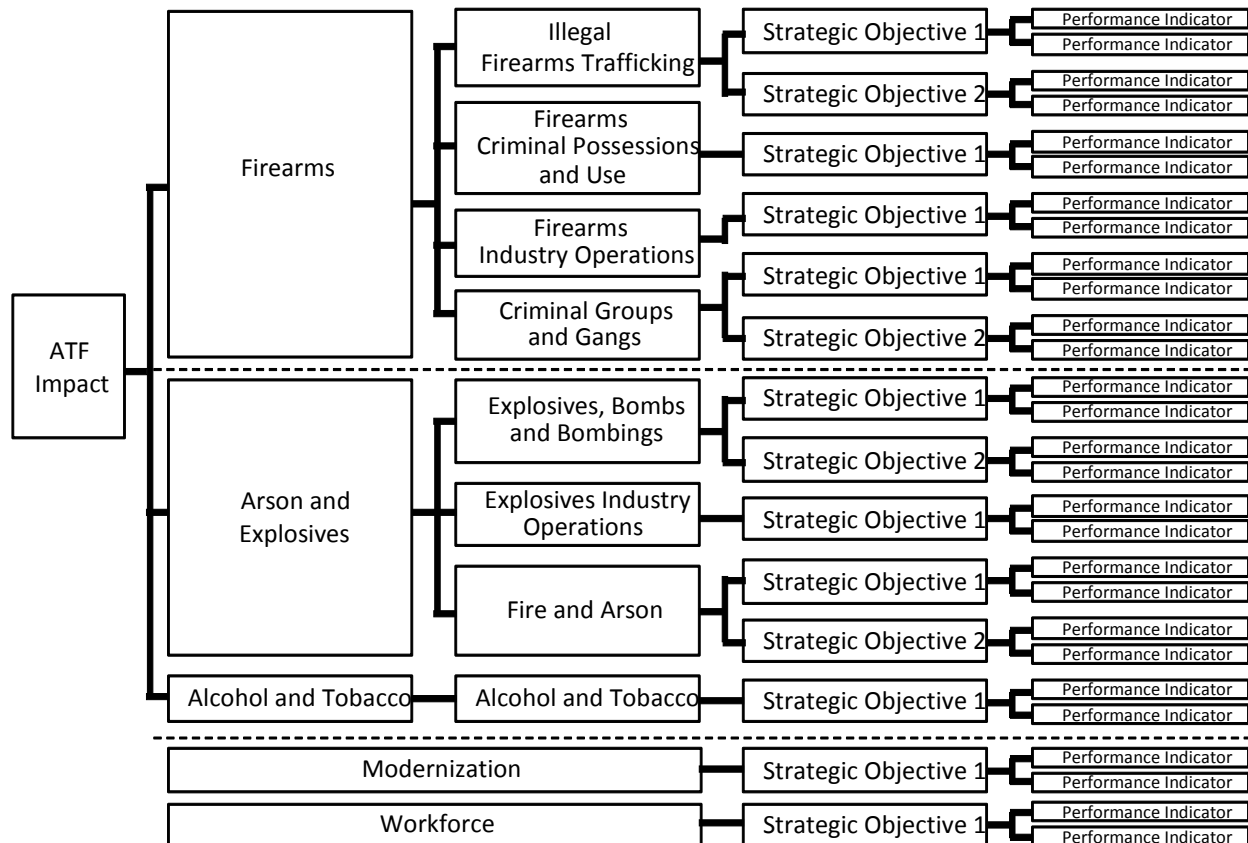 ATF
Impact
Firearms
Illegal
Firearms Trafficking
Strategic Objective 1
Performance Indicator
Performance Indicator
Strategic Objective 2
Performance Indicator
Performance Indicator
Firearms
Criminal Possessions
and Use
Strategic Objective 1
Performance Indicator
Performance Indicator
Firearms
Industry Operations
Strategic Objective 1
Performance Indicator
Performance Indicator
Criminal Groups
and Gangs
Strategic Objective 1
Performance Indicator
Performance Indicator
Strategic Objective 2
Performance Indicator
Performance Indicator
Arson and
Explosives
Explosives, Bombs
and Bombings
Strategic Objective 1
Performance Indicator
Performance Indicator
Strategic Objective 2
Performance Indicator
Performance Indicator
Explosives Industry
Operations
Strategic Objective 1
Performance Indicator
Performance Indicator
Fire and Arson
Strategic Objective 1
Performance Indicator
Performance Indicator
Strategic Objective 2
Performance Indicator
Performance Indicator
Alcohol and Tobacco
Alcohol and Tobacco
Strategic Objective 1
Performance Indicator
Performance Indicator
Modernization
Strategic Objective 1
Performance Indicator
Performance Indicator
Workforce
Strategic Objective 1
Performance Indicator
Performance Indicator